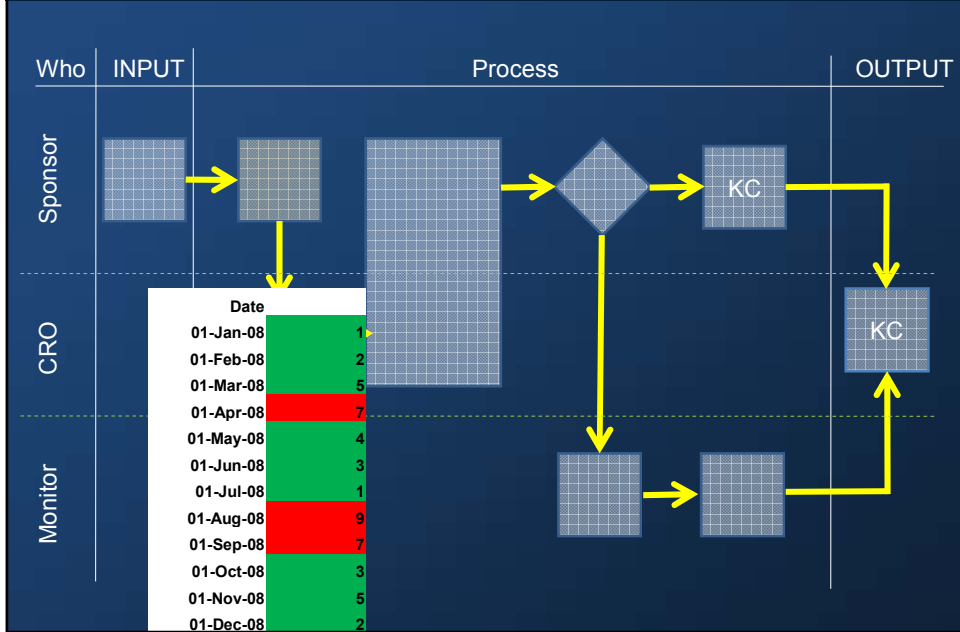 Who INPUT Process OUTPUT
Sponsor
KC
CRO
KC
Monitor
Date
01-Jan-08 1
01-Feb-08 2
01-Mar-08 5
01-Apr-08 7
01-May-08 4
01-Jun-08 3
01-Jul-08 1
01-Aug-08 9
01-Sep-08 7
01-Oct-08 3
01-Nov-08 5
01-Dec-08 2